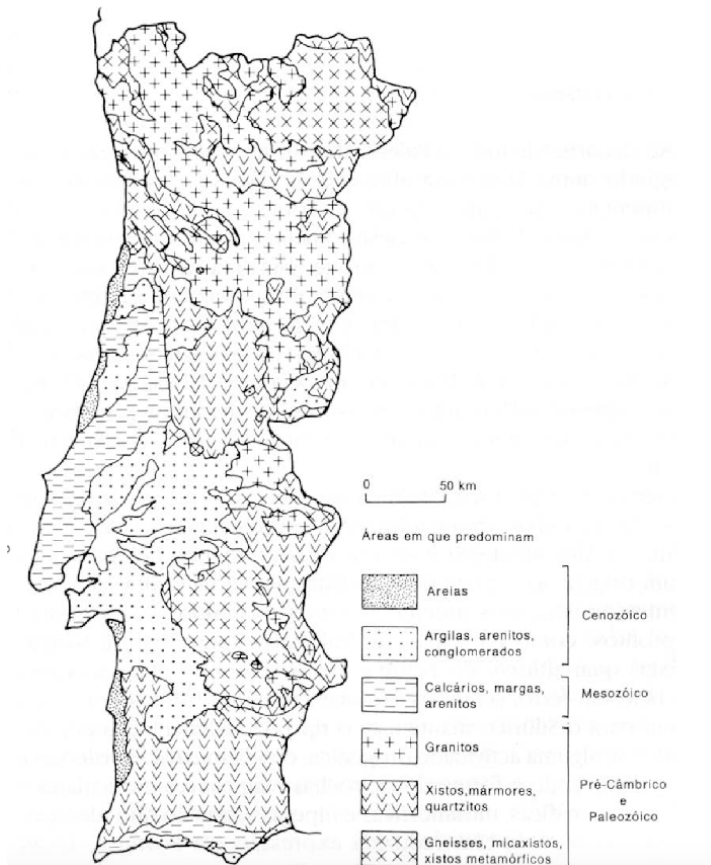 0 50 km
Áreas em que predominam
Areias
Cenozóico
Argilas, arenitos,
conglomerados
Calcários, margas,
arenitos
Mesozóico
Granitos
Xistos,mármores,
quartzitos
Pré-Câmbrico
e
Paleozóico
Gneisses, micaxistos,
xistos metamórficos